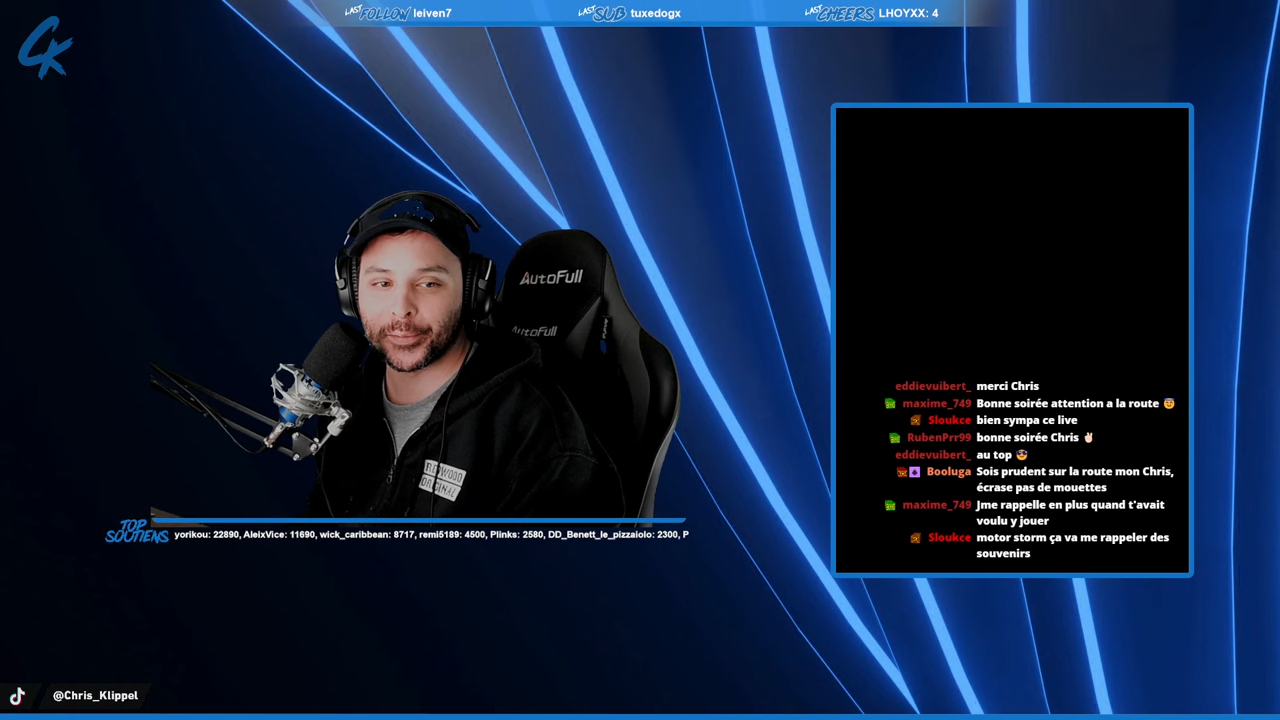 LAST FOLLOW leiven7
LAST SUB tuxedogx
LAST CHEERS LHOYXX: 4
CK
AutoFull
AutoFull
REDWOOD
ORIGINAL
eddievuibert_ merci Chris
maxime_749 Bonne soirée attention a la route 😇
Sloukce bien sympa ce live
RubenPrr99 bonne soirée Chris ✌🏻
eddievuibert_ au top
Booluga Sois prudent sur la route mon Chris,
écrase pas de mouettes
maxime_749 Jme rappelle en plus quand t'avait
voulu y jouer
Sloukce motor storm ça va me rappeler des
souvenirs
TOP
SOUTIENS
yorikou: 22890, AleixVice: 11690, wick_caribbean: 8717, remi5189: 4500, Plinks: 2580, DD_Benett_le_pizzaiolo: 2300, P
@Chris_Klippel